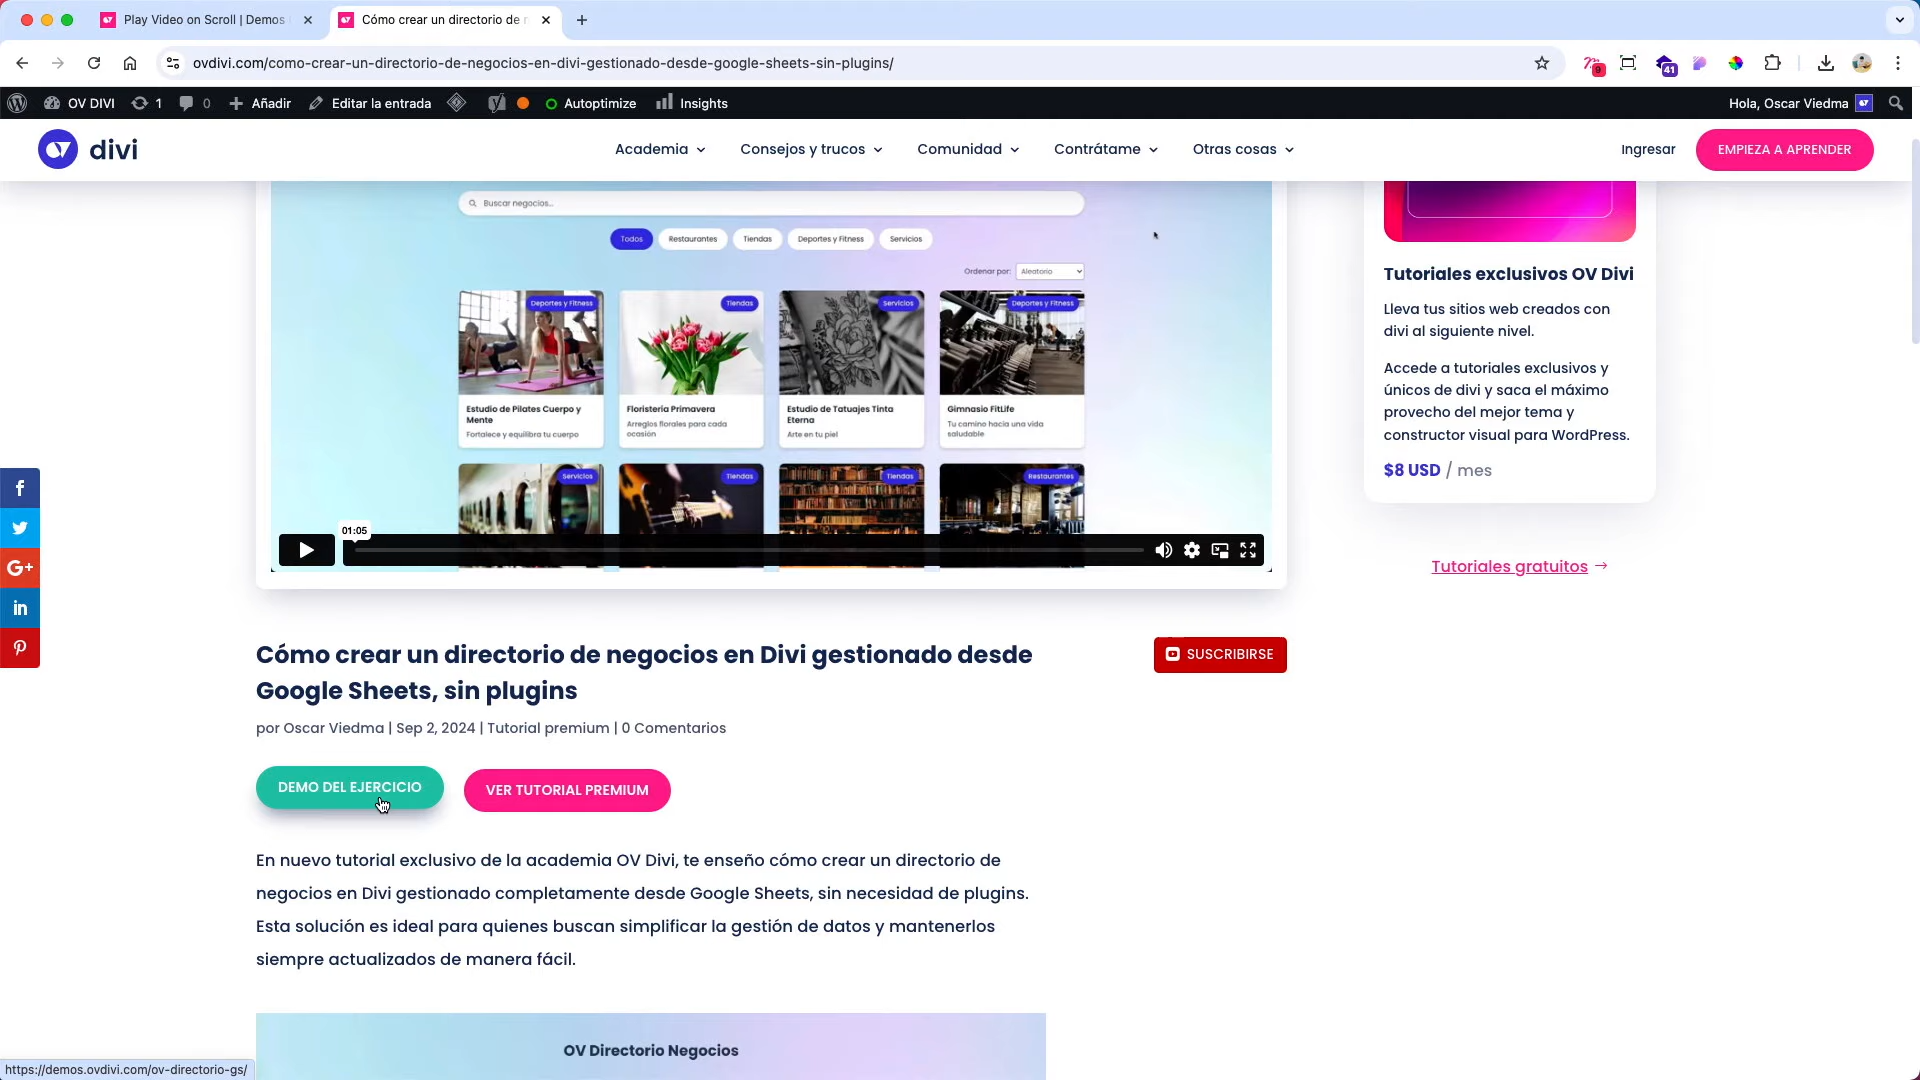 Play Video on Scroll | Demos
Cómo crear un directorio de
ovdivi.com/como-crear-un-directorio-de-negocios-en-divi-gestionado-desde-google-sheets-sin-plugins/
9
41
OV DIVI
1
0
Añadir
Editar la entrada
Autoptimize
Insights
Hola, Oscar Viedma
divi
Academia
Consejos y trucos
Comunidad
Contrátame
Otras cosas
Ingresar
EMPIEZA A APRENDER
Buscar negocios...
Todos
Restaurantes
Tiendas
Deportes y Fitness
Servicios
Ordenar por:
Aleatorio
Deportes y Fitness
Tiendas
Servicios
Deportes y Fitness
Estudio de Pilates Cuerpo y
Mente
Fortalece y equilibra tu cuerpo
Floristería Primavera
Arreglos florales para cada
ocasión
Estudio de Tatuajes Tinta
Eterna
Arte en tu piel
Gimnasio FitLife
Tu camino hacia una vida
saludable
Servicios
Tiendas
Tiendas
Restaurantes
01:05
Tutoriales exclusivos OV Divi
Lleva tus sitios web creados con
divi al siguiente nivel.
Accede a tutoriales exclusivos y
únicos de divi y saca el máximo
provecho del mejor tema y
constructor visual para WordPress.
$8 USD / mes
Tutoriales gratuitos →
Cómo crear un directorio de negocios en Divi gestionado desde
Google Sheets, sin plugins
SUSCRIBIRSE
por Oscar Viedma | Sep 2, 2024 | Tutorial premium | 0 Comentarios
DEMO DEL EJERCICIO
VER TUTORIAL PREMIUM
En nuevo tutorial exclusivo de la academia OV Divi, te enseño cómo crear un directorio de
negocios en Divi gestionado completamente desde Google Sheets, sin necesidad de plugins.
Esta solución es ideal para quienes buscan simplificar la gestión de datos y mantenerlos
siempre actualizados de manera fácil.
OV Directorio Negocios
https://demos.ovdivi.com/ov-directorio-gs/